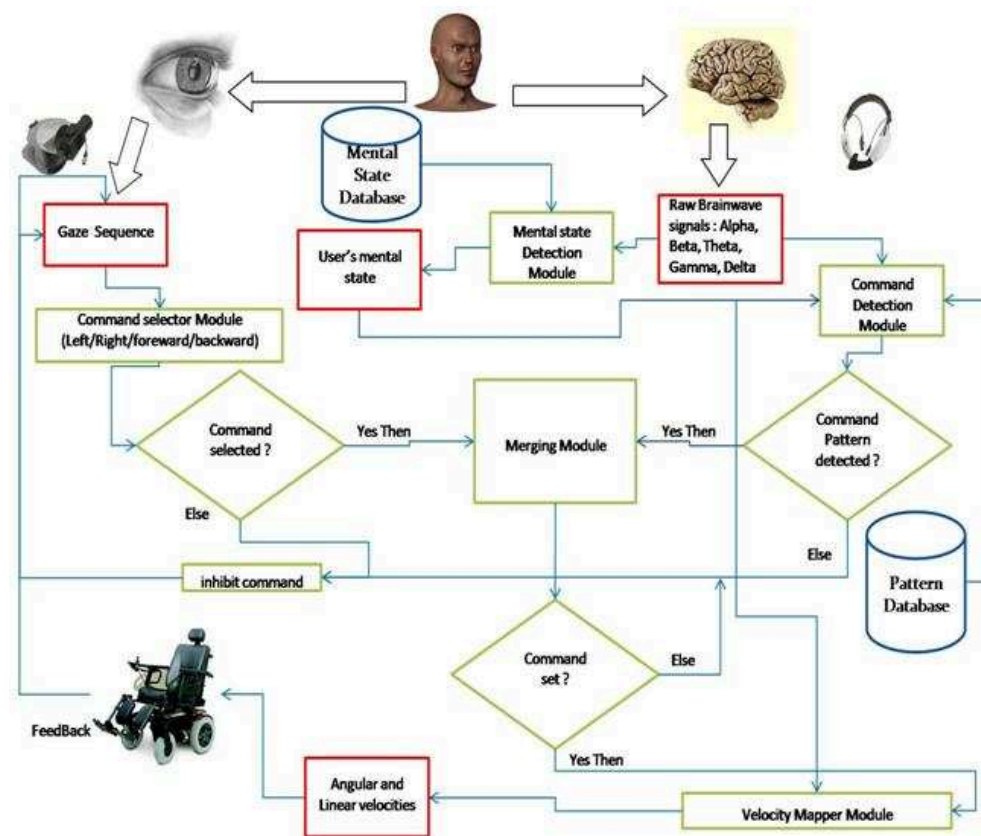 Mental
State
Database
Gaze Sequence
User's mental
state
Mental state
Detection
Module
Raw Brainwave
signals : Alpha,
Beta, Theta,
Gamma, Delta
Command
Detection
Module
Command selector Module
(Left/Right/foreward/backward)
Command
selected ?
Yes Then
Merging Module
Yes Then
Command
Pattern
detected ?
Else
Else
inhibit command
Pattern
Database
Command
set ?
Else
FeedBack
Yes Then
Angular and
Linear velocities
Velocity Mapper Module